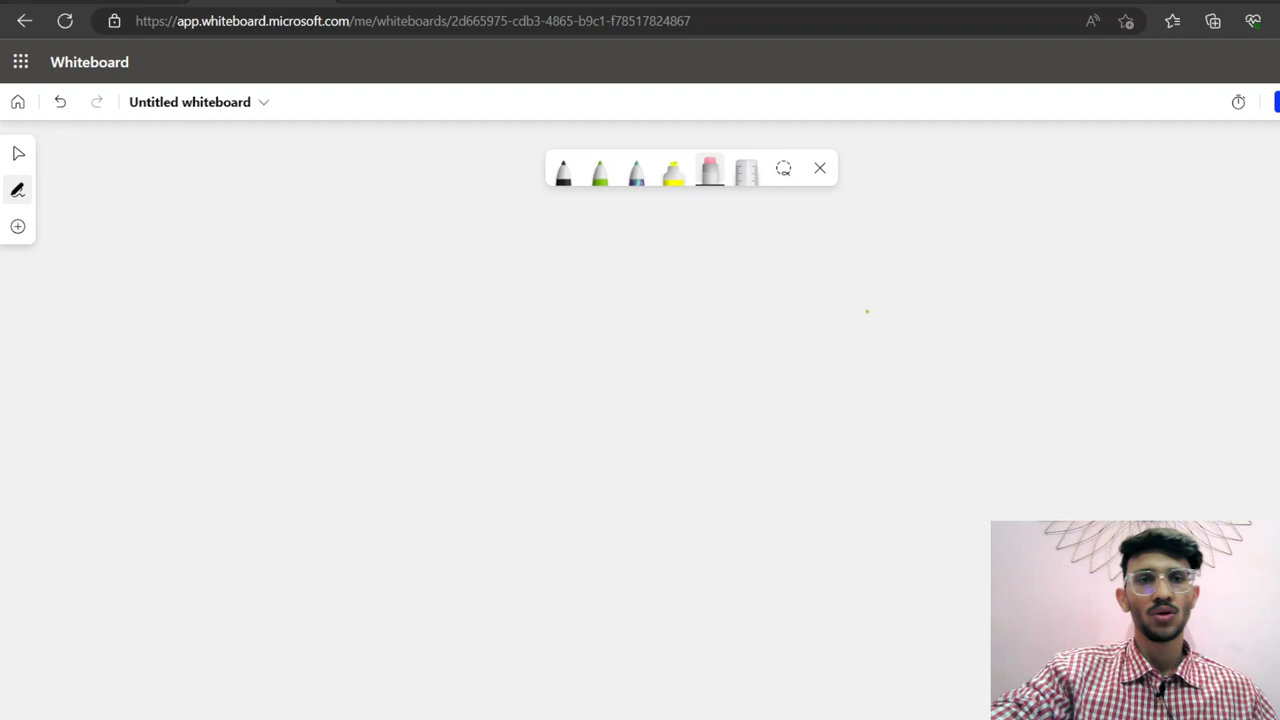 https://app.whiteboard.microsoft.com/me/whiteboards/2d665975-cdb3-4865-b9c1-f78517824867
Whiteboard
Untitled whiteboard